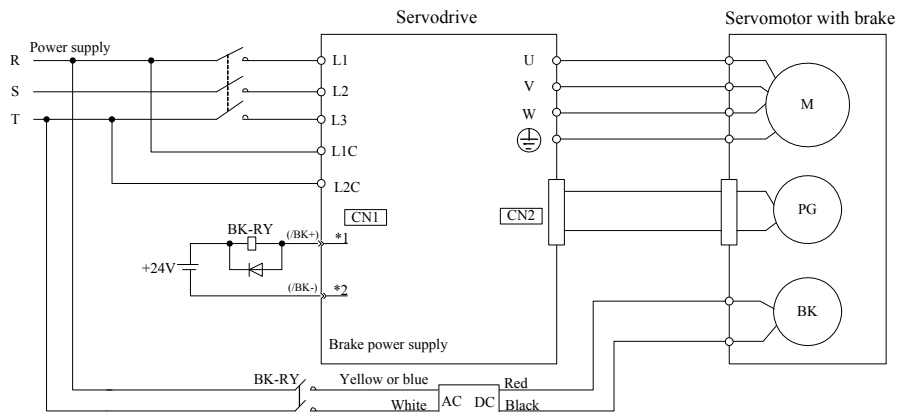 Servodrive
Servomotor with brake
Power supply
R
S
T
L1
L2
L3
L1C
L2C
U
V
W
M
CN1
CN2
PG
BK-RY
(/BK+)
*1
+24V
(/BK-)
*2
BK
Brake power supply
BK-RY
Yellow or blue
White
AC DC
Red
Black